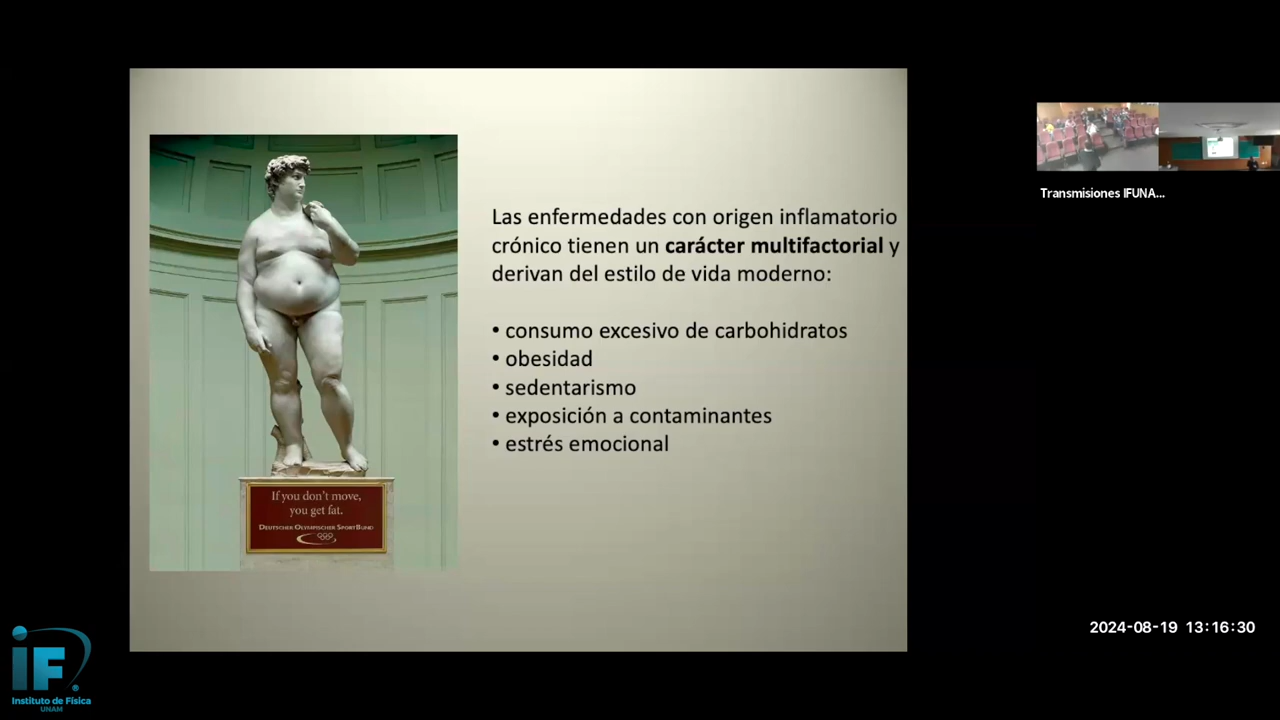 Las enfermedades con origen inflamatorio
crónico tienen un carácter multifactorial y
derivan del estilo de vida moderno:
• consumo excesivo de carbohidratos
• obesidad
• sedentarismo
• exposición a contaminantes
• estrés emocional
If you don't move,
you get fat.
DEUTSCHER OLYMPISCHER SPORTBUND
Transmisiones IFUNA...
2024-08-19 13:16:30
iF
Instituto de Física
UNAM